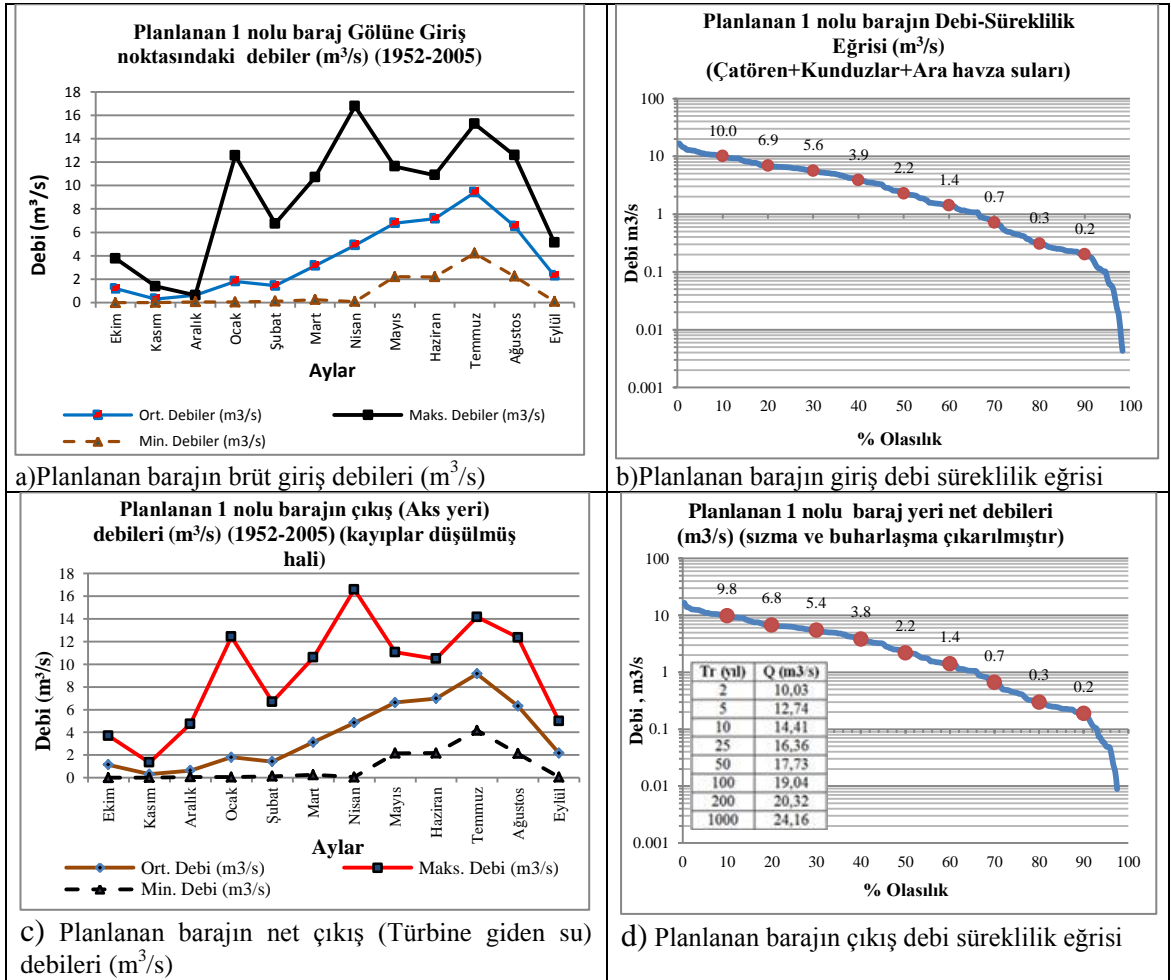 Planlanan 1 nolu baraj Gölüne Giriş
noktasındaki debiler (m³/s) (1952-2005)
Debi (m³/s)
18
16
14
12
10
8
6
4
2
0
Ekim
Kasım
Aralık
Ocak
Şubat
Mart
Nisan
Mayıs
Haziran
Temmuz
Ağustos
Eylül
Aylar
Ort. Debiler (m3/s)
Maks. Debiler (m3/s)
Min. Debiler (m3/s)
a)Planlanan barajın brüt giriş debileri (m³/s)
Planlanan 1 nolu barajın Debi-Süreklilik
Eğrisi (m³/s)
(Çatören+Kunduzlar+Ara havza suları)
Debi m3/s
100
10
1
0.1
0.01
0.001
10.0
6.9
5.6
3.9
2.2
1.4
0.7
0.3
0.2
0 10 20 30 40 50 60 70 80 90 100
% Olasılık
b)Planlanan barajın giriş debi süreklilik eğrisi
Planlanan 1 nolu barajın çıkış (Aks yeri)
debileri (m³/s) (1952-2005) (kayıplar düşülmüş
hali)
Debi (m³/s)
18
16
14
12
10
8
6
4
2
0
Ekim
Kasım
Aralık
Ocak
Şubat
Mart
Nisan
Mayıs
Haziran
Temmuz
Ağustos
Eylül
Aylar
Ort. Debi (m3/s)
Maks. Debi (m3/s)
Min. Debi (m3/s)
c) Planlanan barajın net çıkış (Türbine giden su)
debileri (m³/s)
Planlanan 1 nolu baraj yeri net debileri
(m3/s) (sızma ve buharlaşma çıkarılmıştır)
Debi , m3/s
100
10
1
0.1
0.01
0.001
9.8
6.8
5.4
3.8
2.2
1.4
0.7
0.3
0.2
Tr (yıl) Q (m3/s)
2 10,03
5 12,74
10 14,41
25 16,36
50 17,73
100 19,04
200 20,32
1000 24,16
0 10 20 30 40 50 60 70 80 90 100
% Olasılık
d) Planlanan barajın çıkış debi süreklilik eğrisi